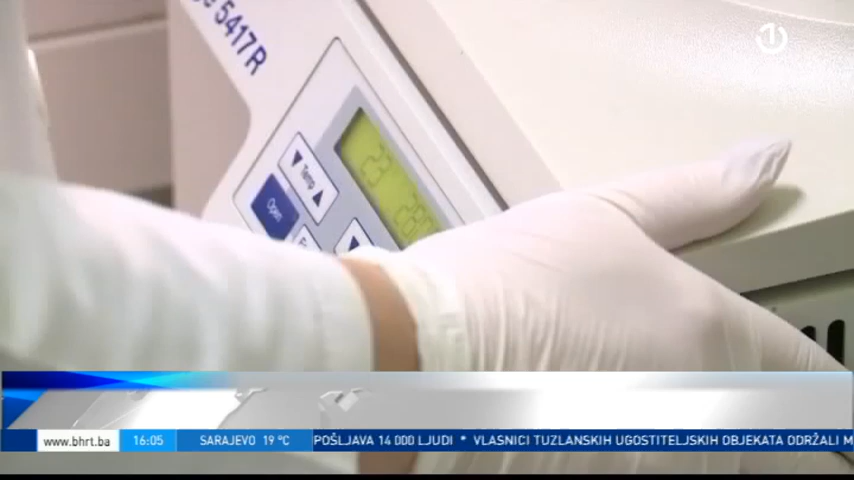 5417R
Temp
Open
23
www.bhrt.ba 16:05 SARAJEVO 19 °C POŠLJAVA 14 000 LJUDI * VLASNICI TUZLANSKIH UGOSTITELJSKIH OBJEKATA ODRŽALI